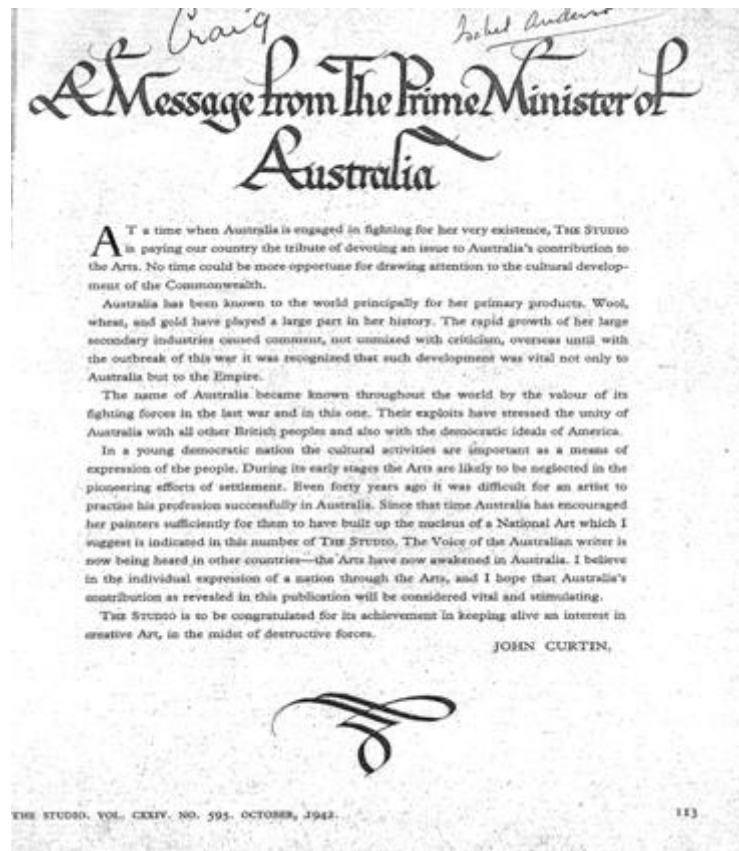 Craig
Isabel
A Message from The Prime Minister of
Australia
AT a time when Australia is engaged in fighting for her very existence, THE STUDIO
is paying our country the tribute of devoting an issue to Australia's contribution to
the Arts. No time could be more opportune for drawing attention to the cultural develop-
ment of the Commonwealth.
Australia has been known to the world principally for her primary products. Wool,
wheat, and gold have played a large part in her history. The rapid growth of her large
secondary industries caused comment, not unmixed with criticism, overseas until with
the outbreak of this war it was recognized that such development was vital not only to
Australia but to the Empire.
The name of Australia became known throughout the world by the valour of its
fighting forces in the last war and in this one. Their exploits have stressed the unity of
Australia with all other British peoples and also with the democratic ideals of America.
In a young democratic nation the cultural activities are important as a means of
expression of the people. During its early stages the Arts are likely to be neglected in the
pioneering efforts of settlement. Even forty years ago it was difficult for an artist to
practise his profession successfully in Australia. Since that time Australia has encouraged
her painters sufficiently for them to have built up the nucleus of a National Art which I
suggest is indicated in this number of THE STUDIO. The Voice of the Australian writer is
now being heard in other countries—the Arts have now awakened in Australia. I believe
in the individual expression of a nation through the Arts, and I hope that Australia's
contribution as revealed in this publication will be considered vital and stimulating.
THE STUDIO is to be congratulated for its achievement in keeping alive an interest in
creative Art, in the midst of destructive forces.
JOHN CURTIN,
THE STUDIO. VOL. CXXIV. NO. 595. OCTOBER, 1942.
113